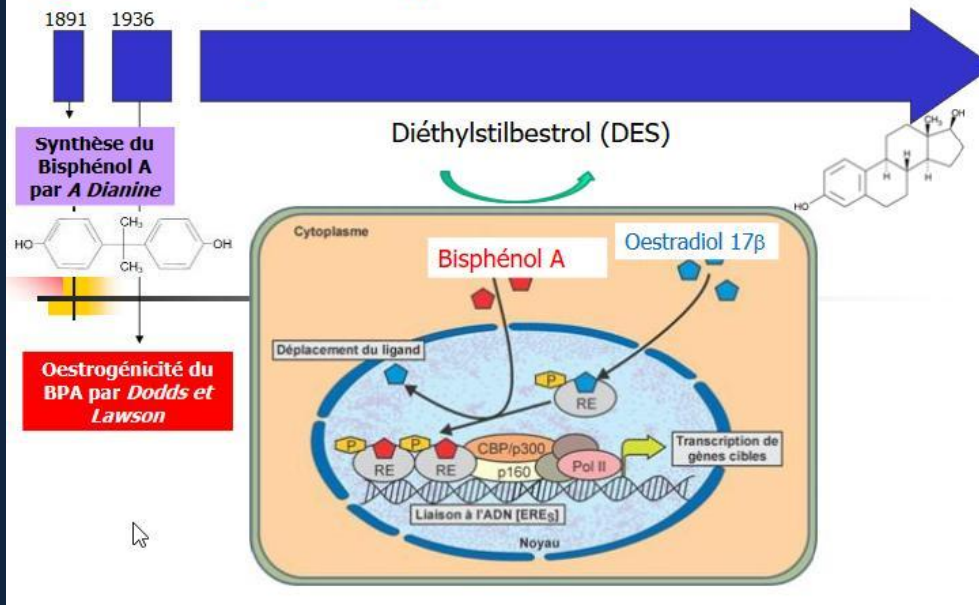 1891 1936
Diéthylstilbestrol (DES)
Synthèse du
Bisphénol A
par A Dianine
HO
CH₃
CH₃
OH
CH₃
OH
H
H
H
HO
Oestrogénicité du
BPA par Dodds et
Lawson
Cytoplasme
Bisphénol A
Oestradiol 17β
Déplacement du ligand
P
RE
P
RE
P
RE
CBP/p300
p160
Pol II
Transcription de
gènes cibles
Liaison à l'ADN [EREs]
Noyau